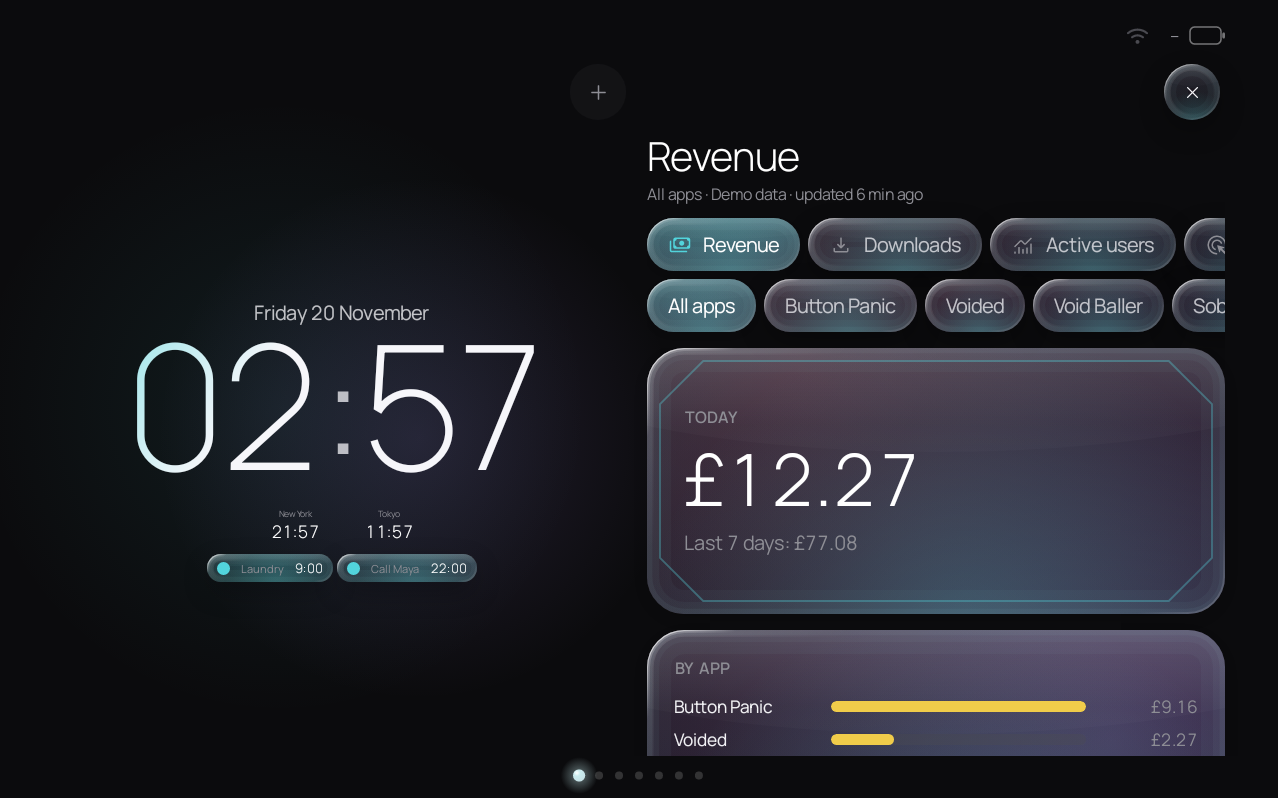 –
Revenue
All apps · Demo data · updated 6 min ago
Revenue Downloads Active users
All apps Button Panic Voided Void Baller Sob
Friday 20 November
02:57
New York Tokyo
21:57 11:57
Laundry 9:00 Call Maya 22:00
TODAY
£12.27
Last 7 days: £77.08
BY APP
Button Panic £9.16
Voided £2.27